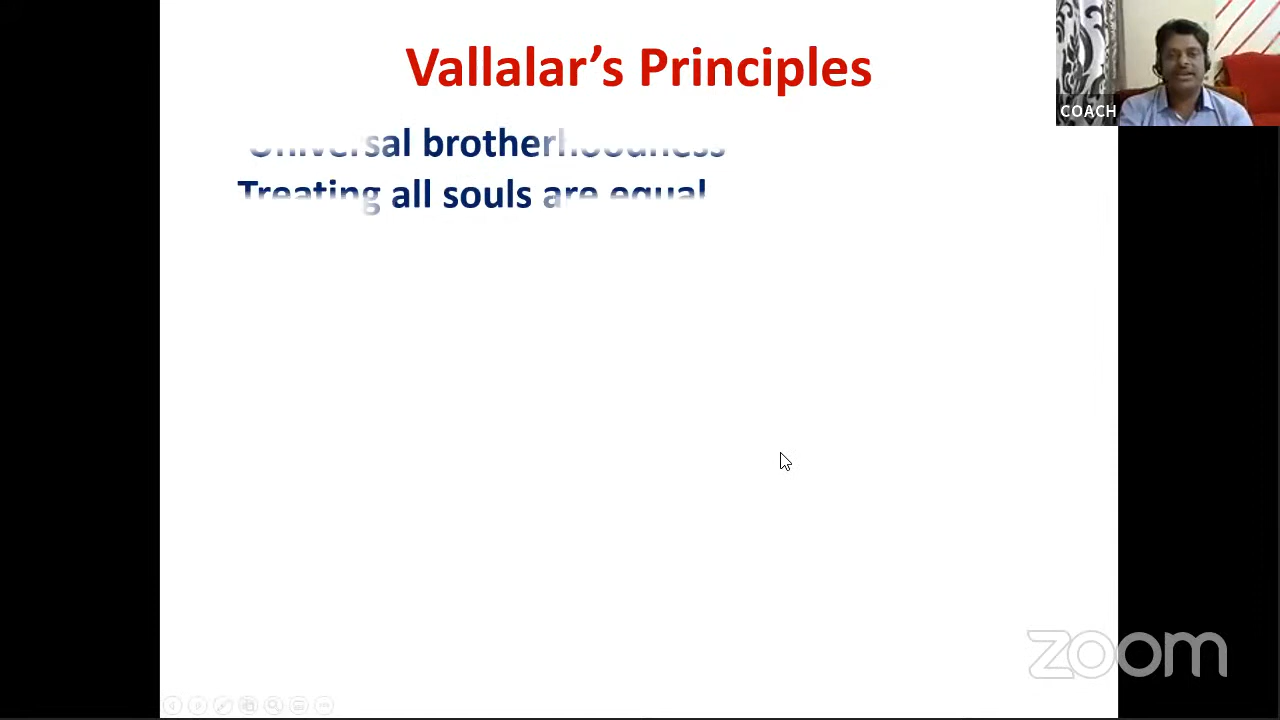 Vallalar’s Principles
COACH
Universal brotherhoodness
Treating all souls are equal
zoom